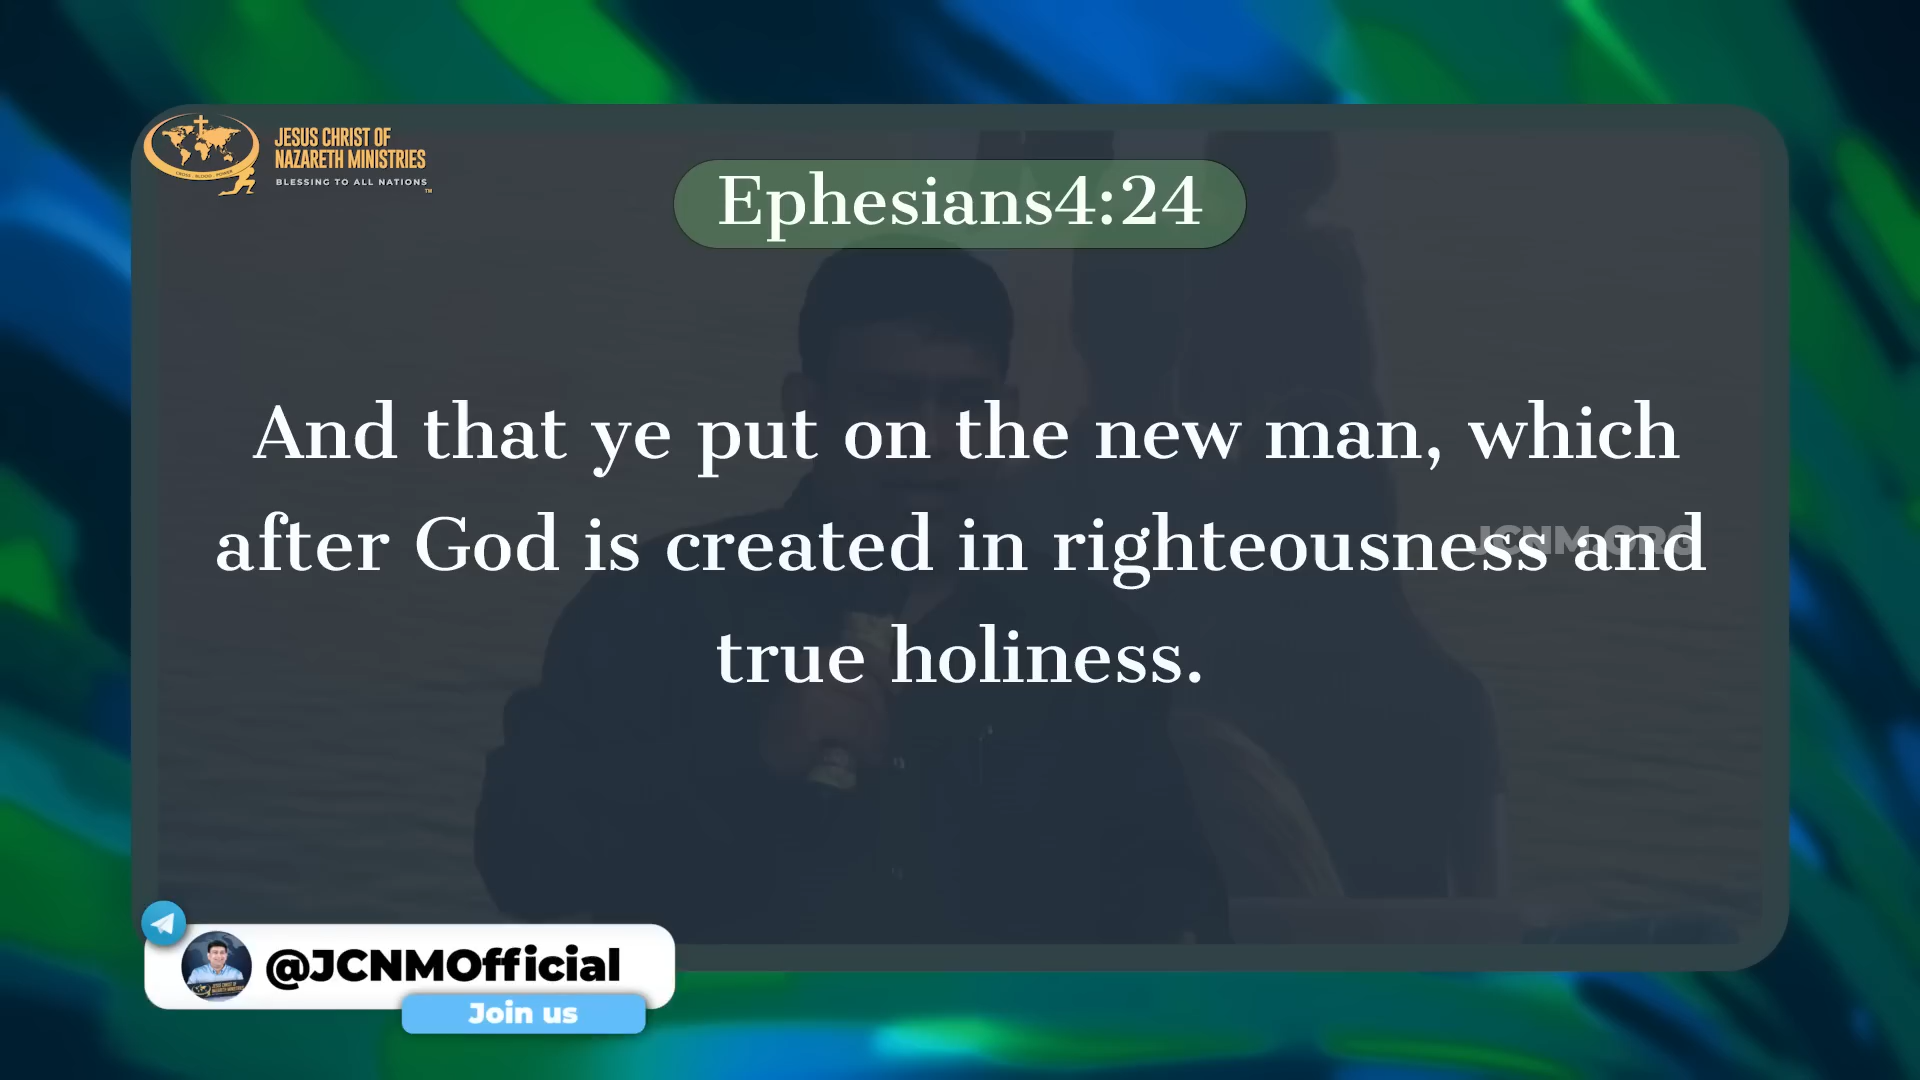 JESUS CHRIST OF
NAZARETH MINISTRIES
BLESSING TO ALL NATIONS
TM
Ephesians4:24
And that ye put on the new man, which
after God is created in righteousness and
true holiness.
JCNM.ORG
@JCNMOfficial
Join us